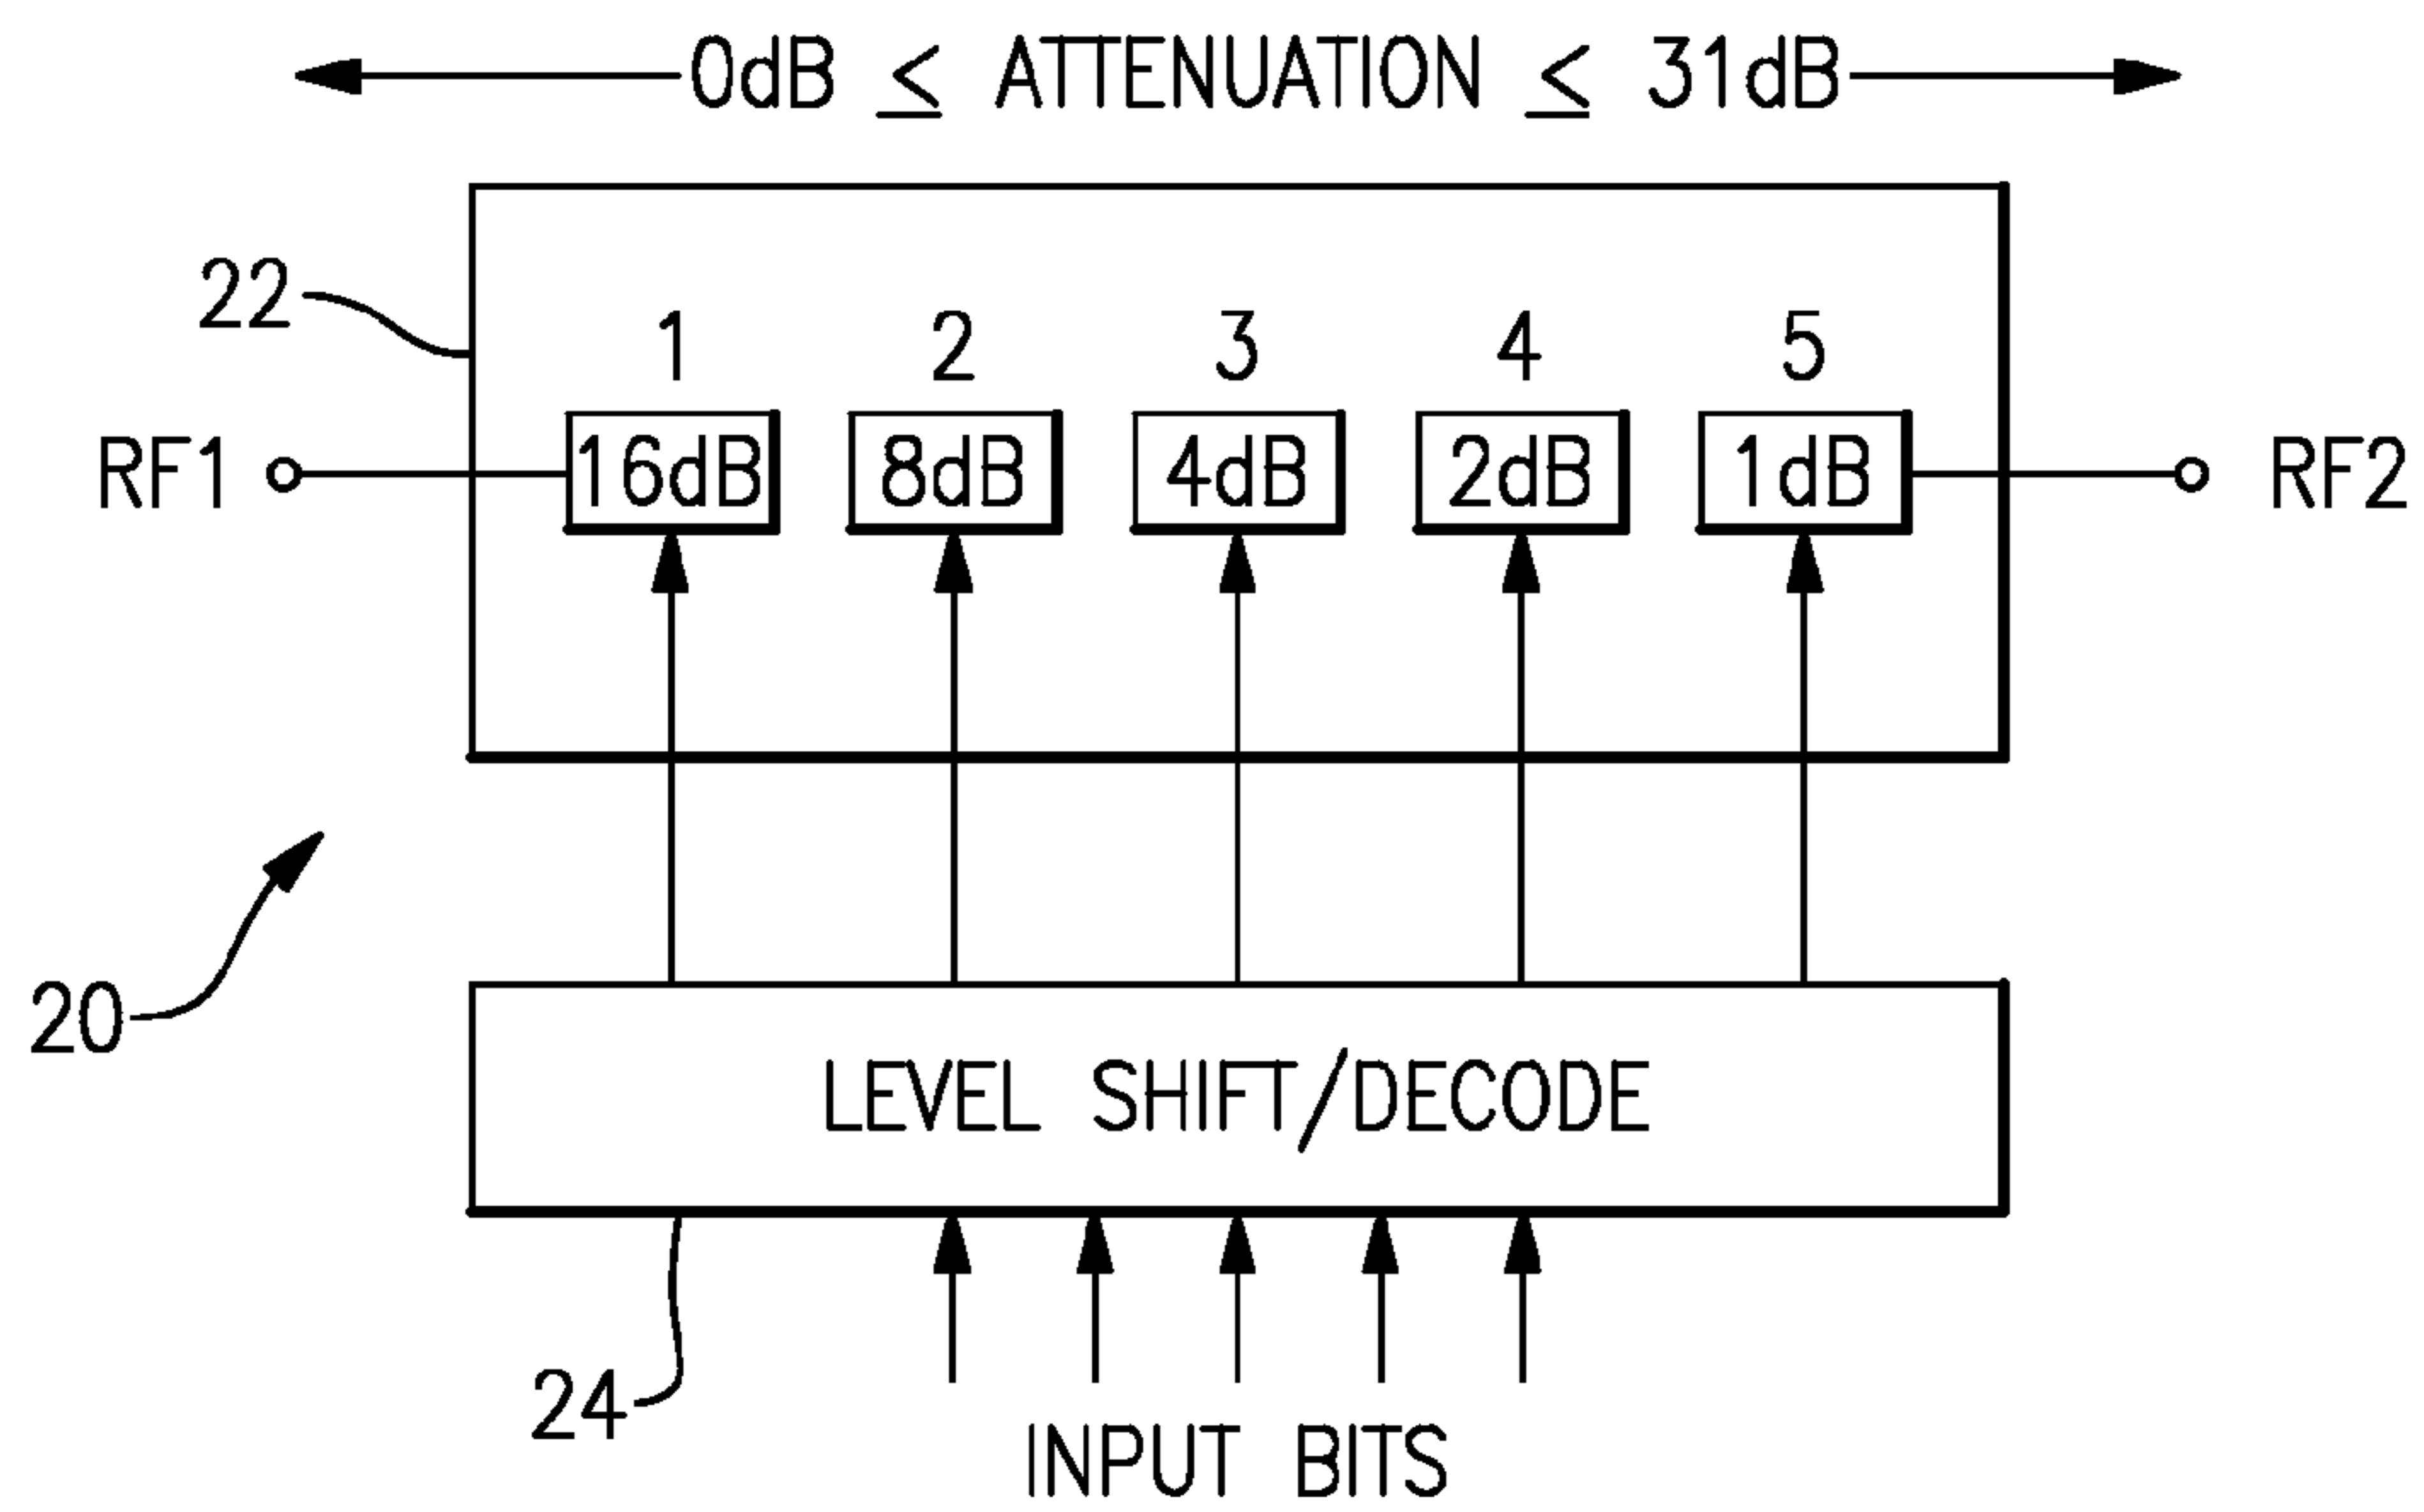 0dB ≤ ATTENUATION ≤ 31dB
22
1 2 3 4 5
RF1 16dB 8dB 4dB 2dB 1dB RF2
20
LEVEL SHIFT/DECODE
24
INPUT BITS